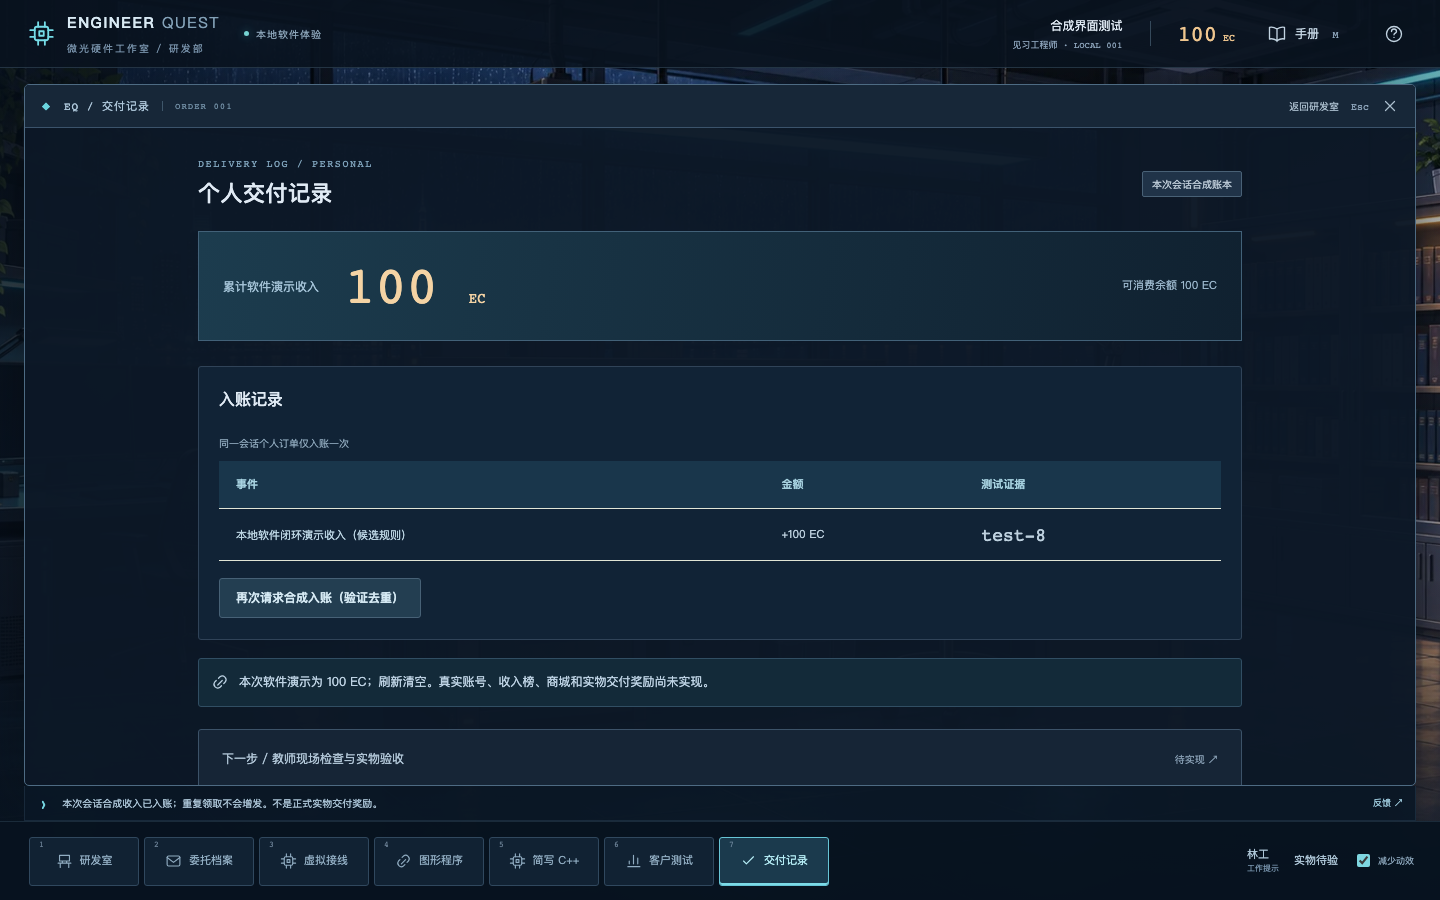 ENGINEER QUEST
微光硬件工作室 / 研发部
本地软件体验
合成界面测试
见习工程师 · LOCAL 001
100 EC
手册 M
EQ / 交付记录 | ORDER 001
返回研发室 Esc
DELIVERY LOG / PERSONAL
个人交付记录
本次会话合成账本
累计软件演示收入 100 EC
可消费余额 100 EC
入账记录
同一会话个人订单仅入账一次
事件 金额 测试证据
本地软件闭环演示收入（候选规则） +100 EC test-8
再次请求合成入账（验证去重）
本次软件演示为 100 EC；刷新清空。真实账号、收入榜、商城和实物交付奖励尚未实现。
下一步 / 教师现场检查与实物验收
待实现 ↗
本次会话合成收入已入账；重复领取不会增发。不是正式实物交付奖励。
反馈 ↗
1 研发室
2 委托档案
3 虚拟接线
4 图形程序
5 简写 C++
6 客户测试
7 交付记录
林工
工作提示
实物待验
减少动效